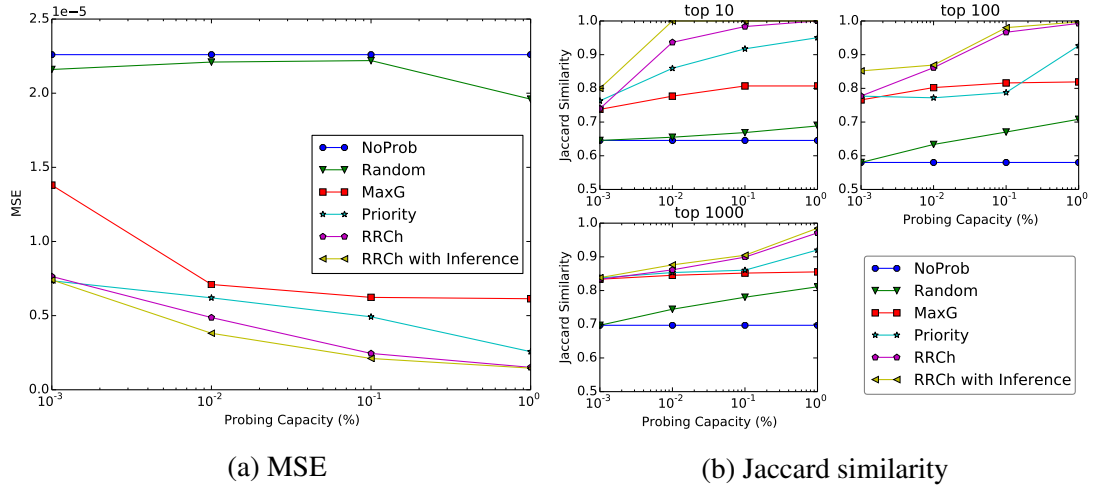 1e−5
2.5
2.0
1.5
1.0
0.5
0.0
MSE
10^-3 10^-2 10^-1 10^0
Probing Capacity (%)
NoProb
Random
MaxG
Priority
RRCh
RRCh with Inference
(a) MSE
top 10
1.0
0.9
0.8
0.7
0.6
0.5
Jaccard Similarity
10^-3 10^-2 10^-1 10^0
Probing Capacity (%)
top 100
1.0
0.9
0.8
0.7
0.6
0.5
Jaccard Similarity
10^-3 10^-2 10^-1 10^0
Probing Capacity (%)
top 1000
1.0
0.9
0.8
0.7
0.6
0.5
Jaccard Similarity
10^-3 10^-2 10^-1 10^0
Probing Capacity (%)
NoProb
Random
MaxG
Priority
RRCh
RRCh with Inference
(b) Jaccard similarity